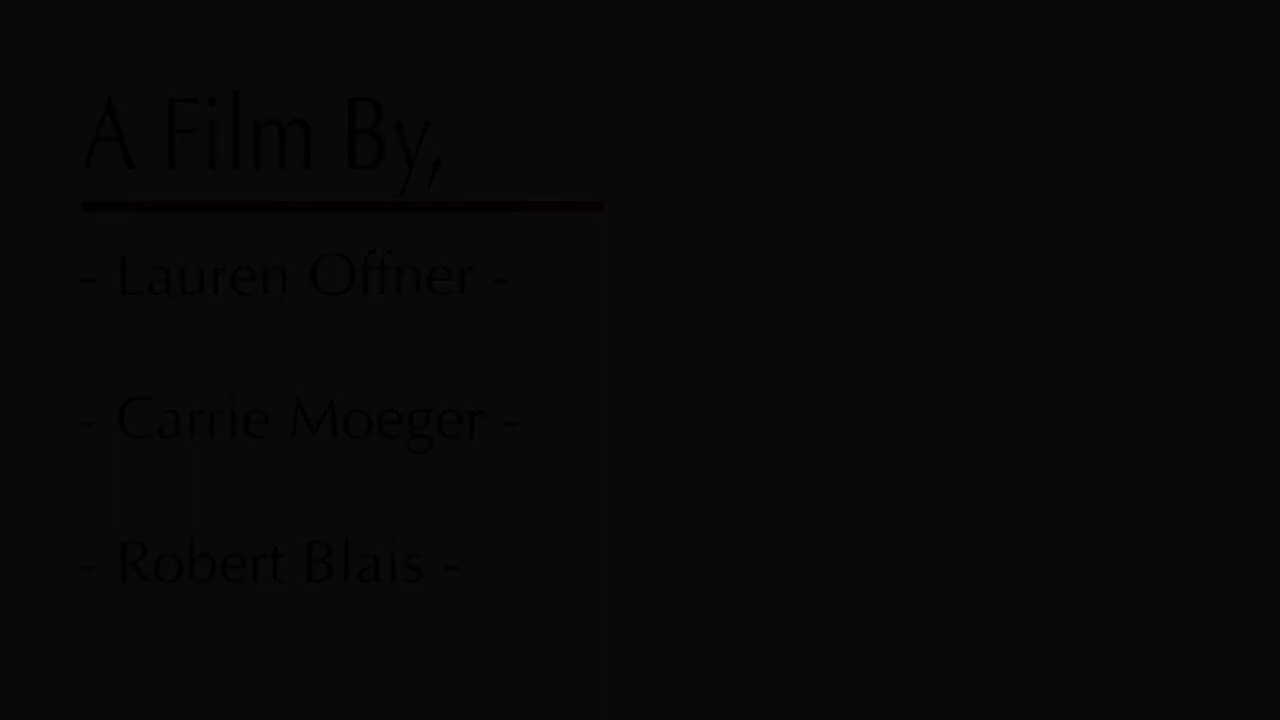 A Film By,
- Lauren Offner -
- Carrie Moeger -
- Robert Blais -